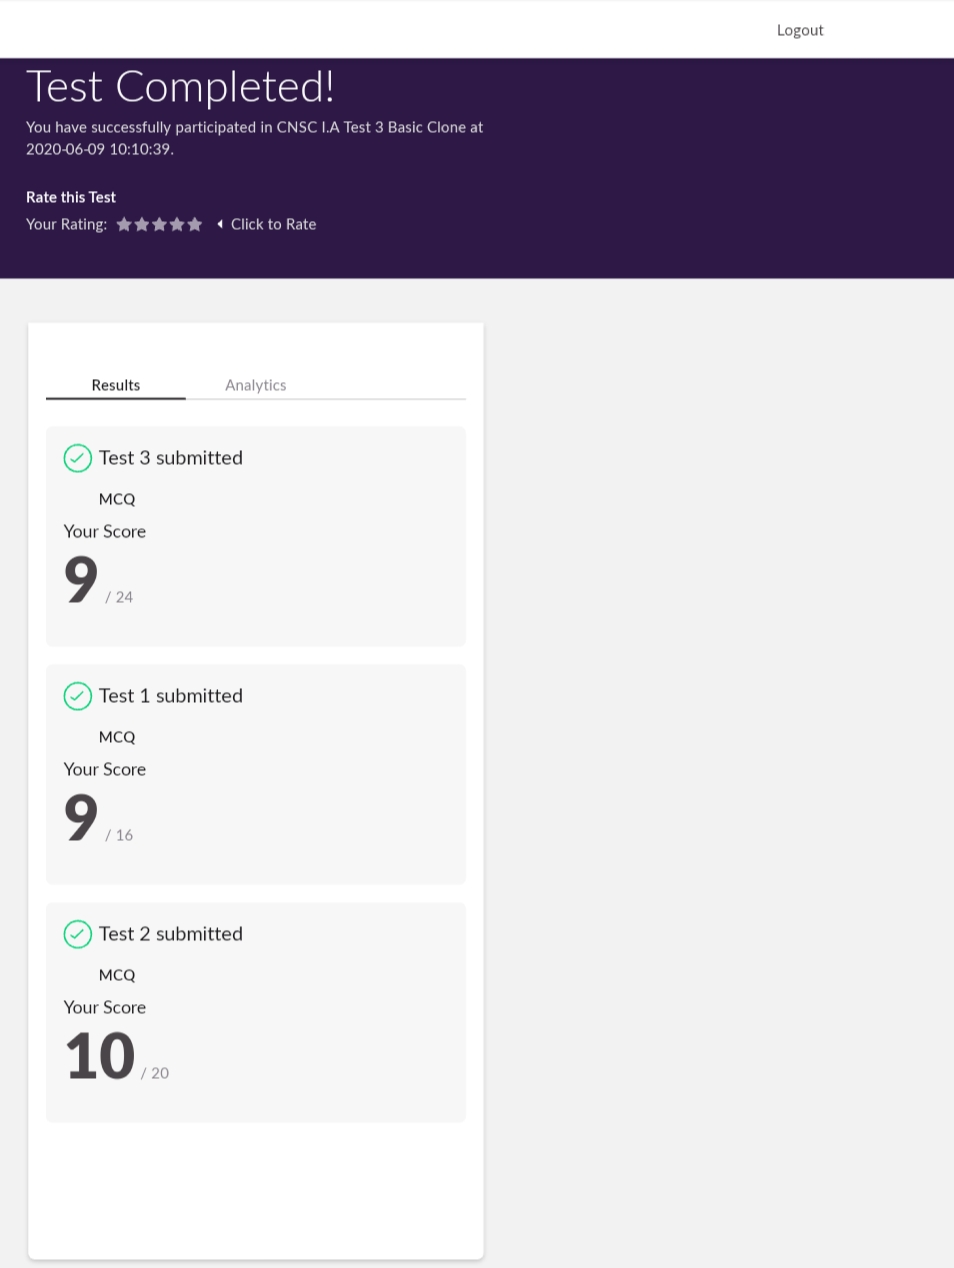 Logout
Test Completed!
You have successfully participated in CNSC I.A Test 3 Basic Clone at
2020-06-09 10:10:39.
Rate this Test
Your Rating: Click to Rate
Results Analytics
Test 3 submitted
MCQ
Your Score
9 / 24
Test 1 submitted
MCQ
Your Score
9 / 16
Test 2 submitted
MCQ
Your Score
10 / 20